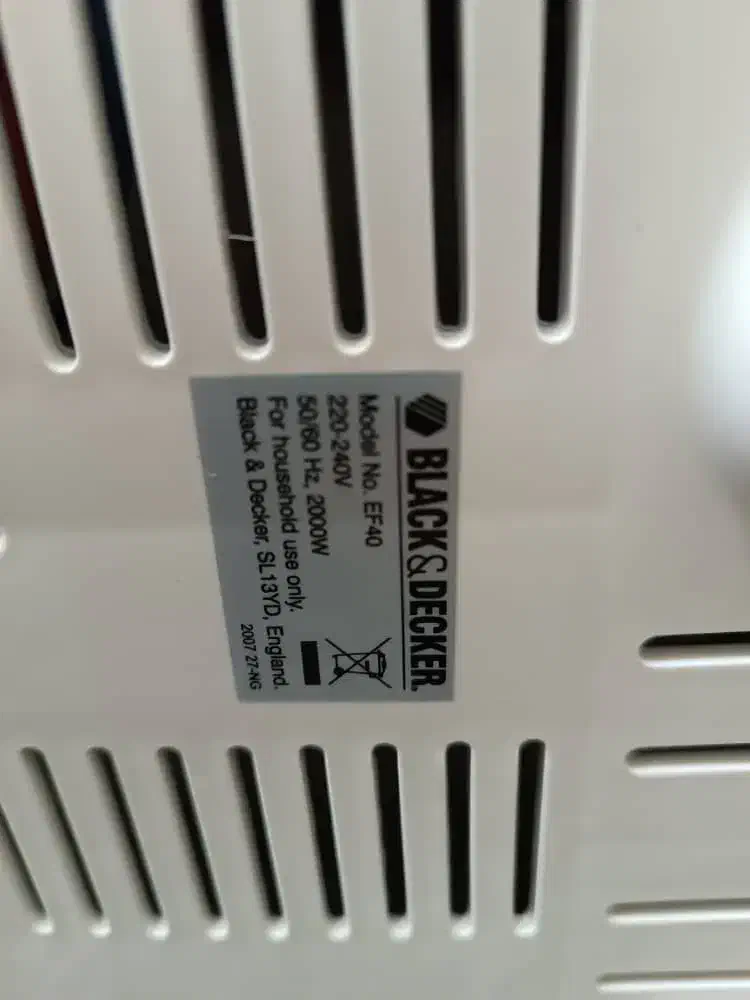 BLACK & DECKER
Model No. EF40
220-240V
50/60 Hz, 2000W
For household use only.
Black & Decker, SL13YD, England.
2007 27-NG